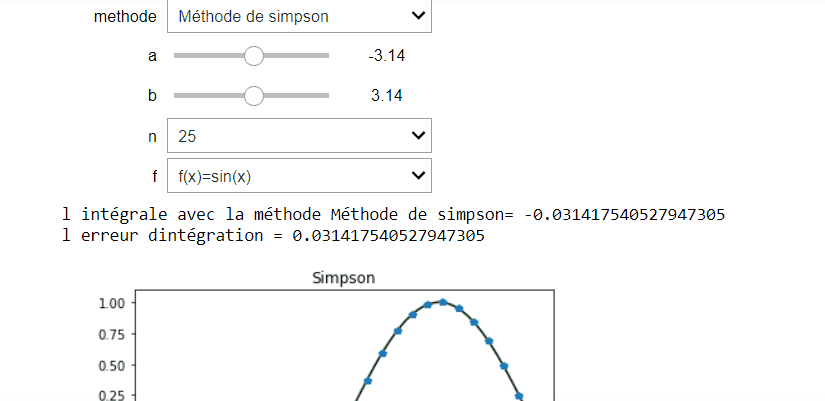 methode Méthode de simpson
a -3.14
b 3.14
n 25
f f(x)=sin(x)
l intégrale avec la méthode Méthode de simpson= -0.031417540527947305
l erreur dintégration = 0.031417540527947305
Simpson
1.00
0.75
0.50
0.25